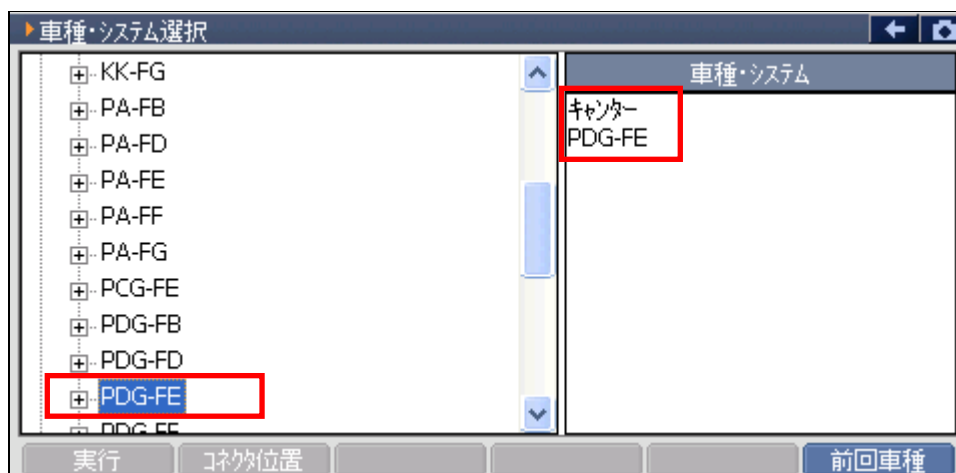 車種・システム選択
KK-FG
PA-FB
PA-FD
PA-FE
PA-FF
PA-FG
PCG-FE
PDG-FB
PDG-FD
PDG-FE
車種・システム
キャンター
PDG-FE
実行
コネクタ位置
前回車種